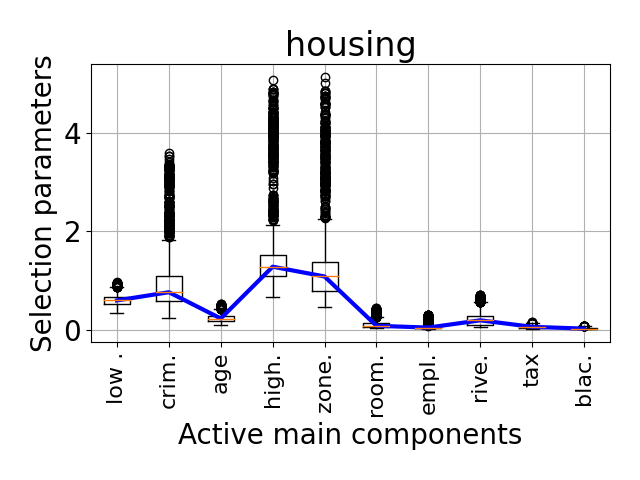 housing
Selection parameters
4
2
0
low .
crim.
age
high.
zone.
room.
empl.
rive.
tax
blac.
Active main components